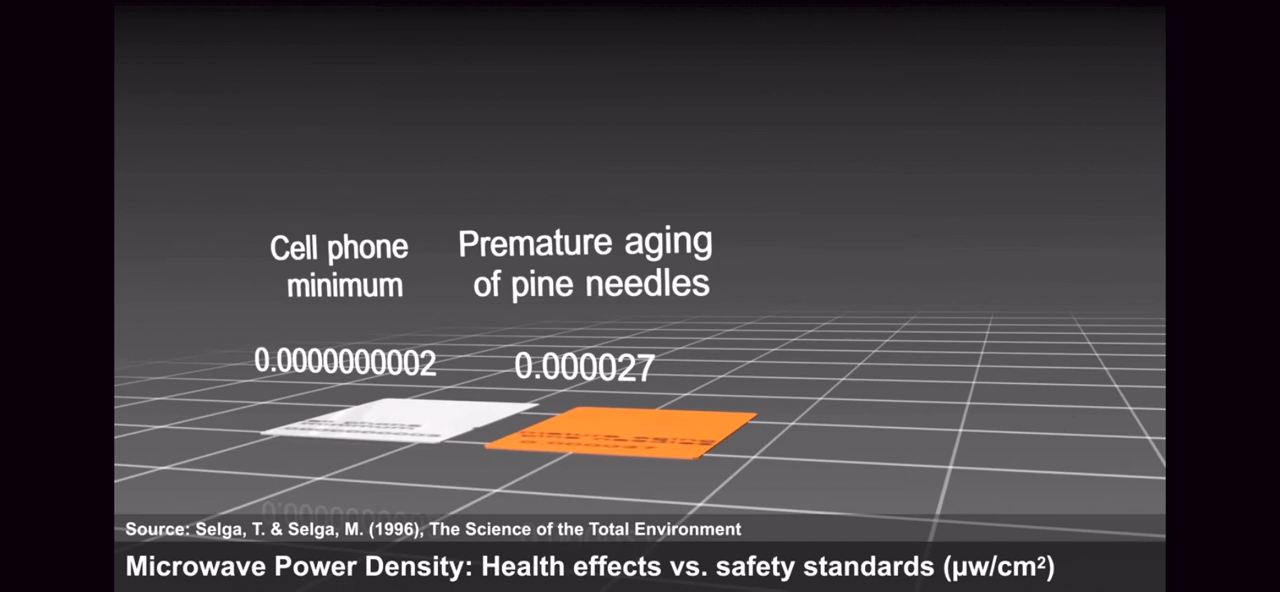 Cell phone
minimum
Premature aging
of pine needles
0.0000000002
0.000027
Source: Selga, T. & Selga, M. (1996), The Science of the Total Environment
Microwave Power Density: Health effects vs. safety standards (µw/cm²)